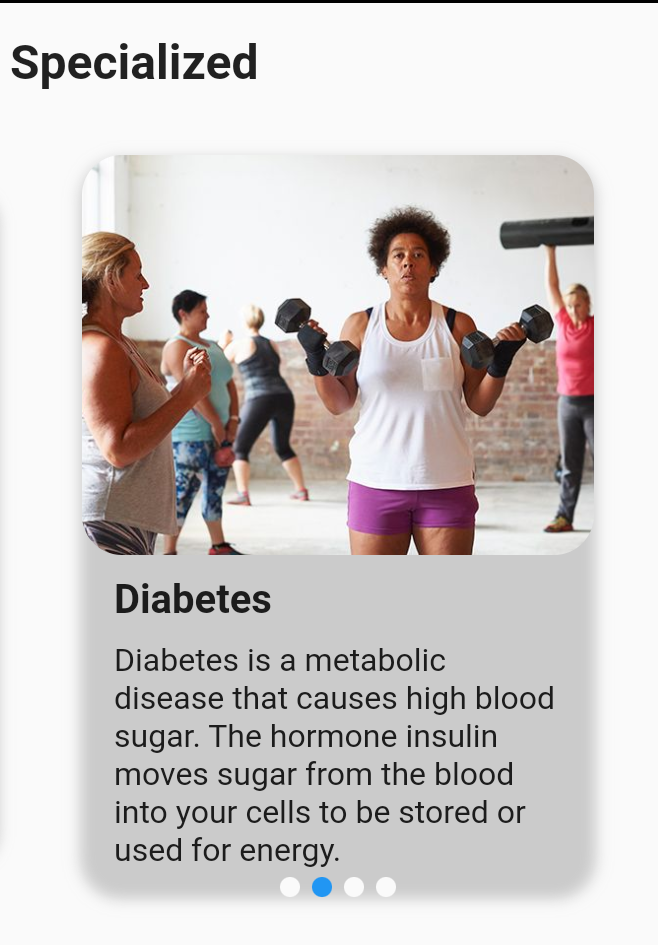 Specialized
Diabetes
Diabetes is a metabolic
disease that causes high blood
sugar. The hormone insulin
moves sugar from the blood
into your cells to be stored or
used for energy.